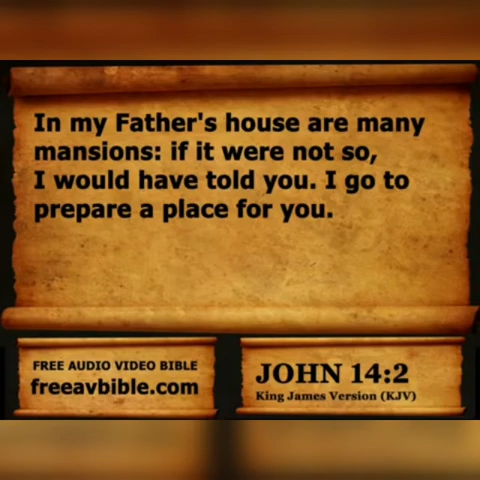 In my Father's house are many
mansions: if it were not so,
I would have told you. I go to
prepare a place for you.
FREE AUDIO VIDEO BIBLE
freeavbible.com
JOHN 14:2
King James Version (KJV)